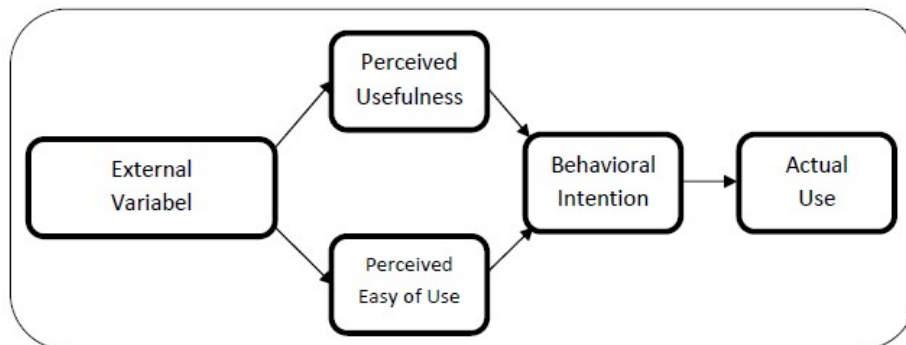 Perceived
Usefulness
External
Variabel
Behavioral
Intention
Actual
Use
Perceived
Easy of Use